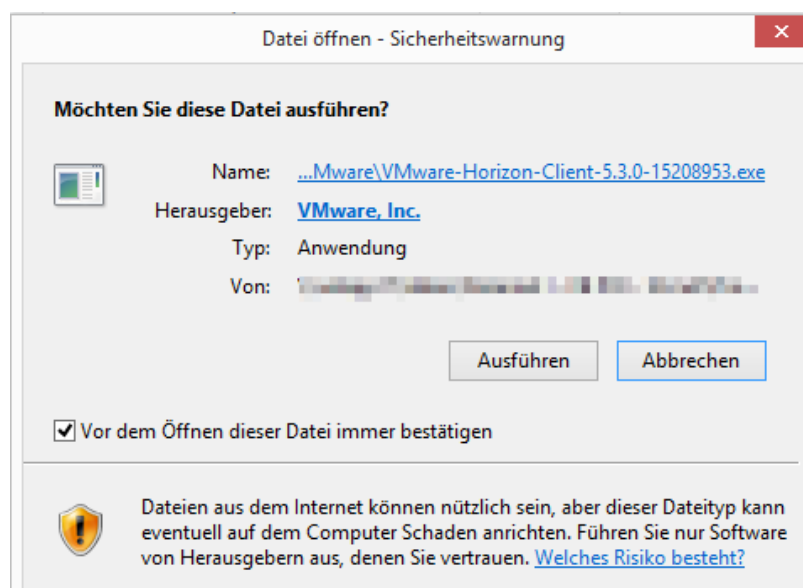 Datei öffnen - Sicherheitswarnung
Möchten Sie diese Datei ausführen?
Name: ...Mware\VMware-Horizon-Client-5.3.0-15208953.exe
Herausgeber: VMware, Inc.
Typ: Anwendung
Von:
Ausführen Abbrechen
Vor dem Öffnen dieser Datei immer bestätigen
Dateien aus dem Internet können nützlich sein, aber dieser Dateityp kann
eventuell auf dem Computer Schaden anrichten. Führen Sie nur Software
von Herausgebern aus, denen Sie vertrauen. Welches Risiko besteht?